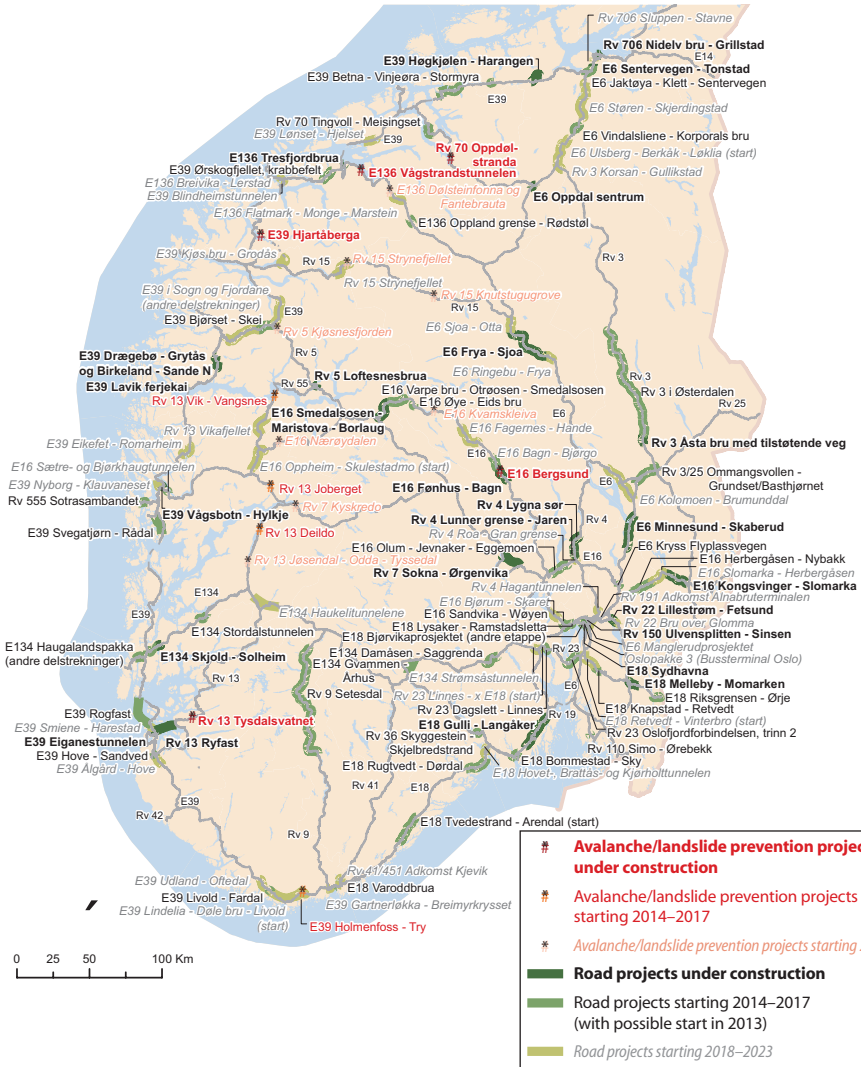 Rv 706 Sluppen - Stavne
Rv 706 Nidelv bru - Grillstad
E14
E39 Høgkjølen - Harangen
E6 Sentervegen - Tonstad
E39 Betna - Vinjeøra - Stormyra
E6 Jaktøya - Klett - Sentervegen
E39
E6 Støren - Skjerdingstad
Rv 70 Tingvoll - Meisingset
E39 Lønset - Hjelset
E6 Vindalsliene - Korporals bru
E39
Rv 70 Oppdøl-
stranda
E6 Ulsberg - Berkåk - Løklia (start)
E136 Tresfjordbrua
E39 Ørskogfjellet, krabbefelt
E136 Vågstrandstunnelen
Rv 3 Korsan - Gullikstad
E136 Breivika - Lerstad
E39 Blindheimstunnelen
E136 Dølsteinfonna og
Fantebrauta
E6 Oppdal sentrum
E136 Flatmark - Monge - Marstein
E136 Oppland grense - Rødstøl
E39 Hjartåberga
E39 Kjøs bru - Grodås
Rv 15
Rv 15 Strynefjellet
Rv 3
Rv 15 Strynefjellet
E39 i Sogn og Fjordane
(andre delstrekninger)
Rv 15 Knutstugugrove
E39
Rv 15
E39 Bjørset - Skei
Rv 5 Kjøsnesfjorden
E6 Sjoa - Otta
E39 Drægebø - Grytås
og Birkeland - Sande N
Rv 5
E6 Frya - Sjoa
E39 Lavik ferjekai
E6 Ringebu - Frya
Rv 5 Loftesnesbrua
Rv 55
Rv 3
E16 Varpe bru - Otrøosen - Smedalsosen
Rv 3 i Østerdalen
Rv 13 Vik - Vangsnes
E16 Øye - Eids bru
E16 Smedalsosen
Maristova - Borlaug
E16 Kvamskleiva
Rv 25
E6
E16 Fagernes - Hande
Rv 13 Vikafjellet
E39 Eikefet - Romarheim
E16 Nærøydalen
Rv 3 Åsta bru med tilstøtende veg
E16
E16 Bagn - Bjørgo
E16 Sætre- og Bjørkhaugtunnelen
E16 Oppheim - Skulestadmo (start)
E16 Bergsund
Rv 3/25 Ommangsvollen -
Grundset/Basthjørnet
E6
E39 Nyborg - Klauvaneset
Rv 13 Joberget
E16 Fønhus - Bagn
E6 Kolomoen - Brumunddal
Rv 555 Sotrasambandet
Rv 7 Kyskredo
Rv 4 Lygna sør
E39 Vågsbotn - Hylkje
Rv 4 Lunner grense - Jaren
Rv 4
E6 Minnesund - Skaberud
E39 Svegatjørn - Rådal
Rv 13 Deildo
Rv 4 Roa - Gran grense
E16 Olum - Jevnaker - Eggemoen
E16
E6 Kryss Flyplassvegen
E16 Herbergåsen - Nybakk
Rv 13 Jøsendal - Odda - Tyssedal
Rv 7 Sokna - Ørgenvika
E16 Slomarka - Herbergåsen
E16 Kongsvinger - Slomarka
E134
Rv 4 Hagantunnelen
Rv 191 Adkomst Alnabruterminalen
E134 Haukelitunnelene
E16 Bjørum - Skaret
Rv 22 Lillestrøm - Fetsund
E39
E16 Sandvika - Wøyen
Rv 22 Bru over Glomma
E134 Stordalstunnelen
E18 Lysaker - Ramstadsletta
Rv 150 Ulvensplitten - Sinsen
E18 Bjørvikaprosjektet (andre etappe)
E6 Manglerudprosjektet
E134 Haugalandspakka
(andre delstrekninger)
E134 Skjold - Solheim
E134 Damåsen - Saggrenda
Oslopakke 3 (Bussterminal Oslo)
E134 Gvammen
Århus
Rv 23
E18 Sydhavna
Rv 13
E134 Strømsåstunnelen
E6
E18 Melleby - Momarken
Rv 9 Setesdal
Rv 23 Linnes - x E18 (start)
E18 Riksgrensen - Ørje
E39 Rogfast
Rv 23 Dagslett - Linnes
E18 Knapstad - Retvedt
E39 Smiene - Harestad
Rv 13 Tysdalsvatnet
E18 Gulli - Langåker
Rv 19
E18 Retvedt - Vinterbro (start)
Rv 23 Oslofjordforbindelsen, trinn 2
E39 Eiganestunnelen
Rv 13 Ryfast
Rv 36 Skyggestein -
Skjelbredstrand
Rv 110 Simo - Ørebekk
E39 Hove - Sandved
E39 Ålgård - Hove
E18 Bommestad - Sky
E18 Rugtvedt - Dørdal
E18 Hovet-, Brattås- og Kjørholttunnelen
Rv 41
E18
E39
Rv 42
Rv 9
E18 Tvedestrand - Arendal (start)
Rv 41/451 Adkomst Kjevik
E39 Udland - Oftedal
E18 Varoddbrua
E39 Livold - Fardal
E39 Gartnerløkka - Breimyrkrysset
E39 Lindelia - Døle bru - Livold
(start)
E39 Holmenfoss - Try
0 50 100 Km
Avalanche/landslide prevention projec
under construction
Avalanche/landslide prevention projects
starting 2014–2017
Avalanche/landslide prevention projects starting
Road projects under construction
Road projects starting 2014–2017
(with possible start in 2013)
Road projects starting 2018–2023